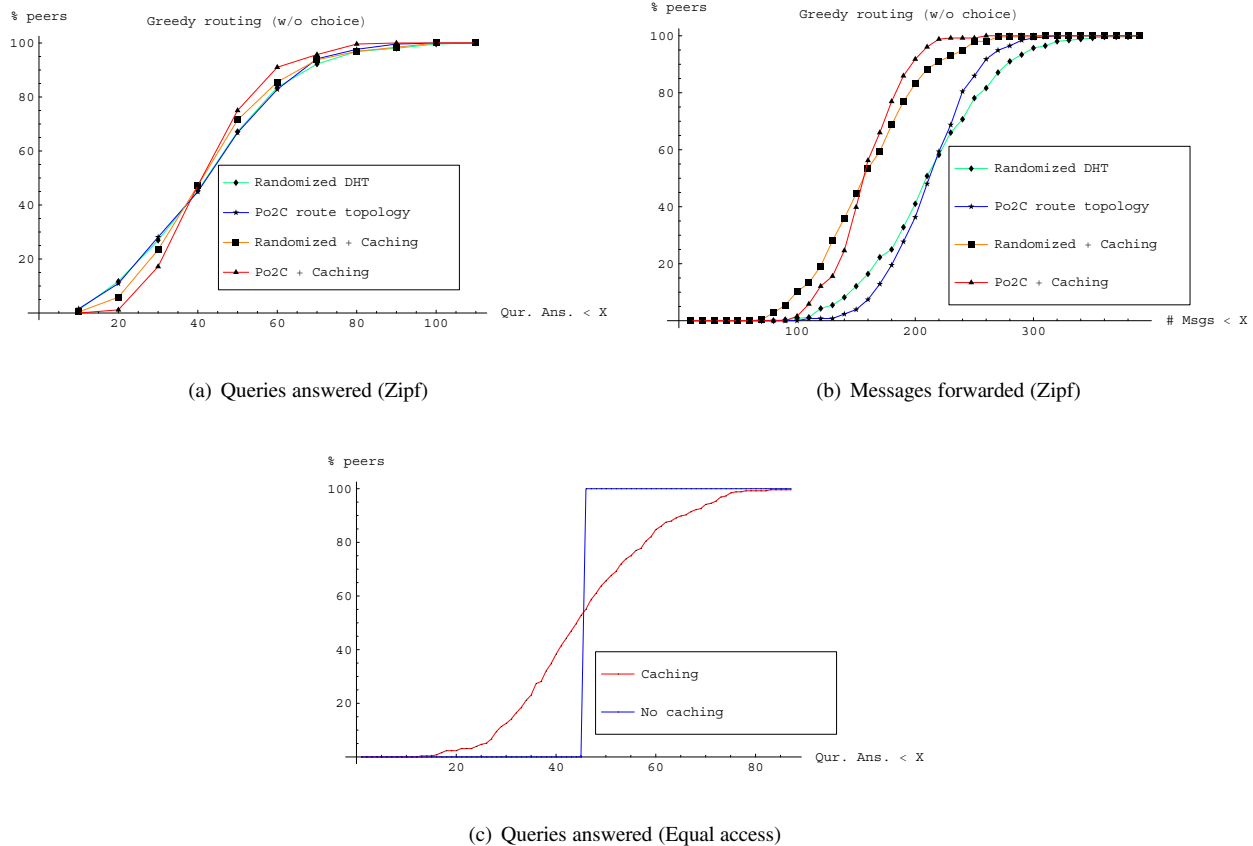 % peers
Greedy routing (w/o choice)
100
80
60
40
20
Randomized DHT
Po2C route topology
Randomized + Caching
Po2C + Caching
20 40 60 80 100
Qur. Ans. < X
(a) Queries answered (Zipf)
% peers
Greedy routing (w/o choice)
100
80
60
40
20
Randomized DHT
Po2C route topology
Randomized + Caching
Po2C + Caching
100 200 300
# Msgs < X
(b) Messages forwarded (Zipf)
% peers
100
80
60
40
20
Caching
No caching
20 40 60 80
Qur. Ans. < X
(c) Queries answered (Equal access)